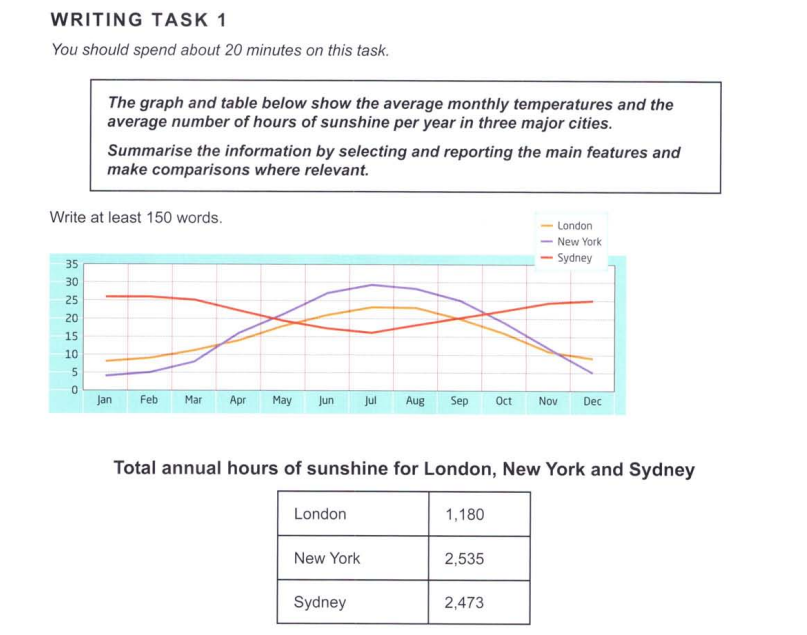 WRITING TASK 1
You should spend about 20 minutes on this task.
The graph and table below show the average monthly temperatures and the
average number of hours of sunshine per year in three major cities.
Summarise the information by selecting and reporting the main features and
make comparisons where relevant.
Write at least 150 words.
London
New York
Sydney
35
30
25
20
15
10
5
0
Jan Feb Mar Apr May Jun Jul Aug Sep Oct Nov Dec
Total annual hours of sunshine for London, New York and Sydney
London 1,180
New York 2,535
Sydney 2,473